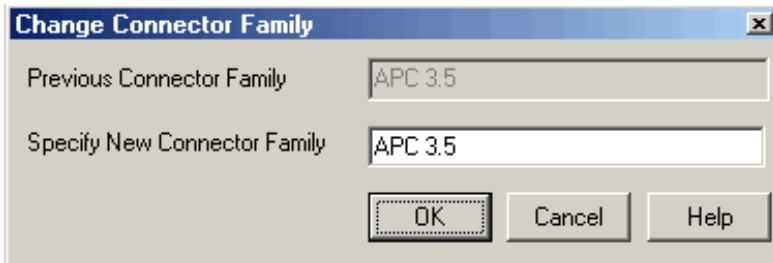 Change Connector Family
Previous Connector Family APC 3.5
Specify New Connector Family APC 3.5
OK Cancel Help